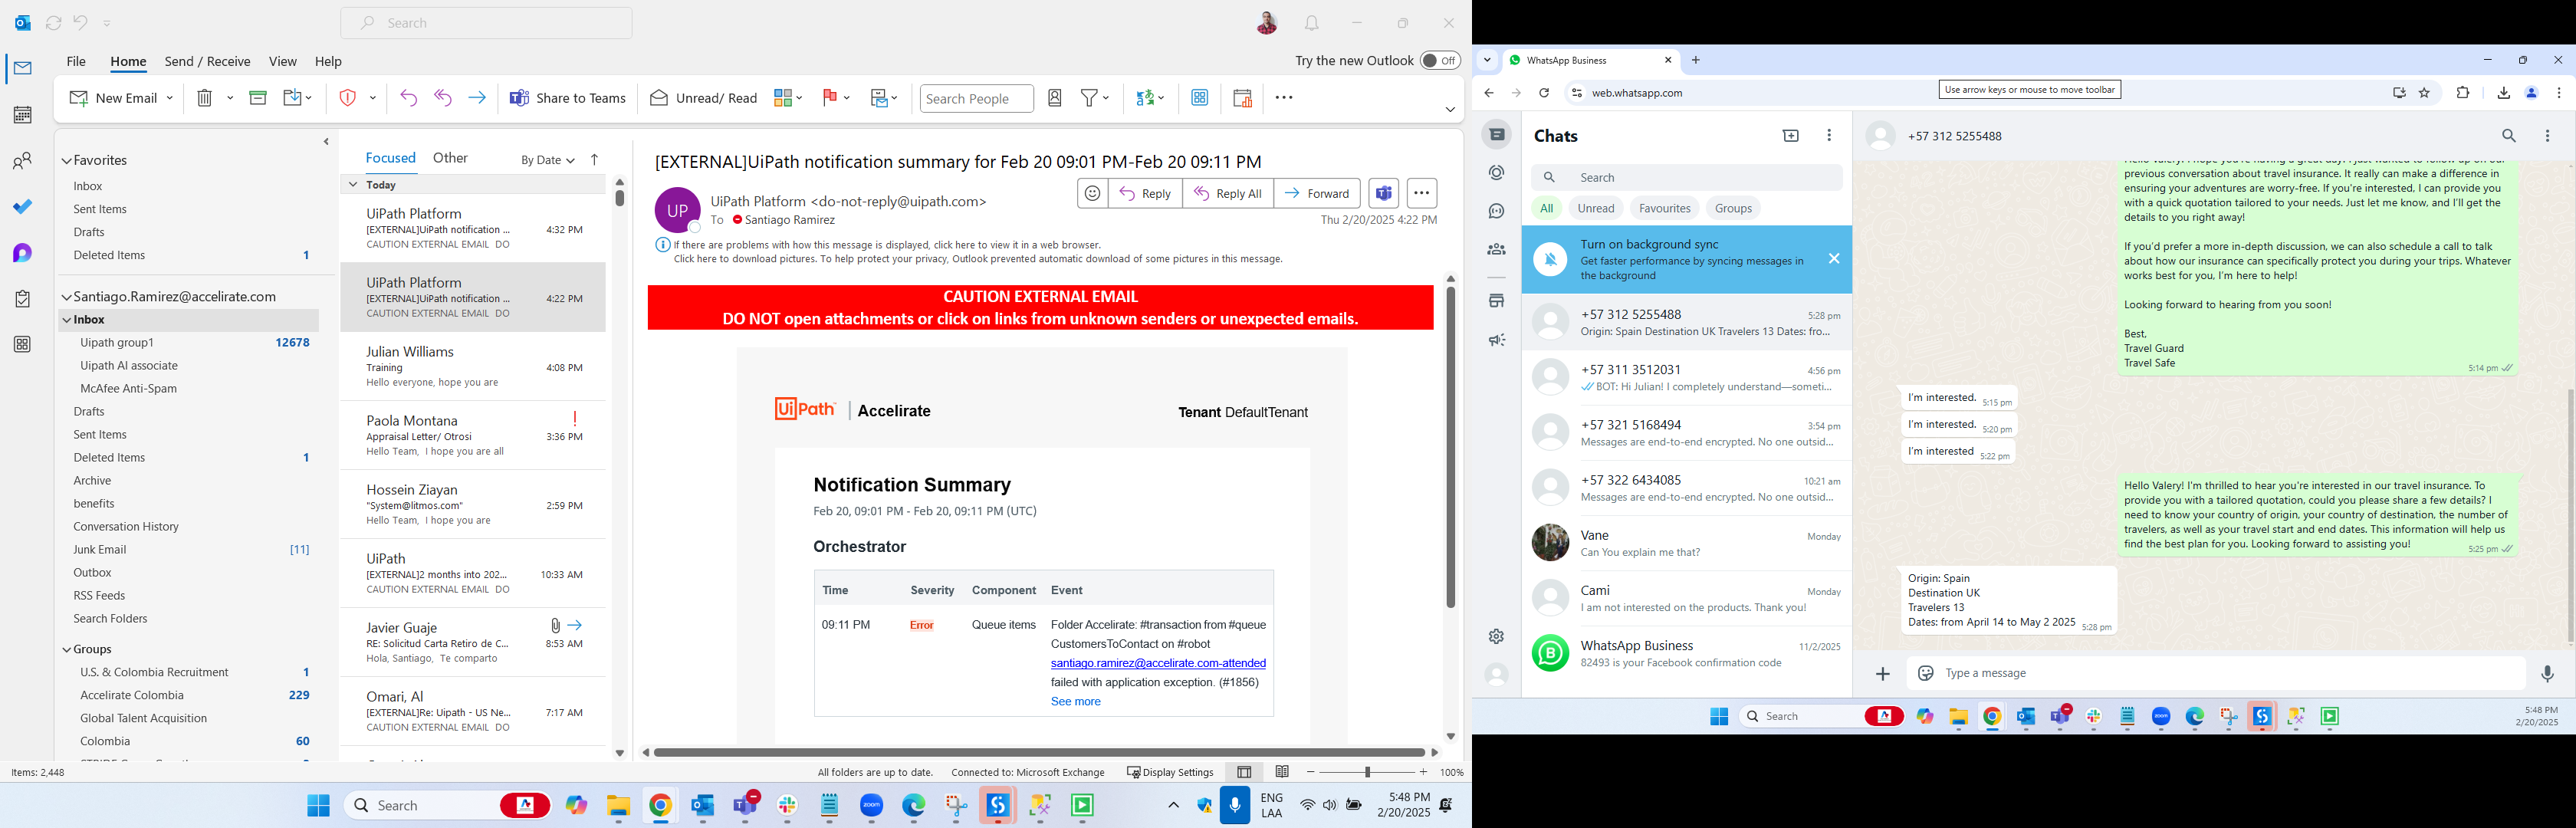 Search
File Home Send / Receive View Help
Try the new Outlook Off
New Email
Share to Teams
Unread/ Read
Search People
Favorites
Inbox
Sent Items
Drafts
Deleted Items 1
Santiago.Ramirez@accelirate.com
Inbox
Uipath group1 12678
Uipath AI associate
McAfee Anti-Spam
Drafts
Sent Items
Deleted Items 1
Archive
benefits
Conversation History
Junk Email [11]
Outbox
RSS Feeds
Search Folders
Groups
U.S. & Colombia Recruitment 1
Accelirate Colombia 229
Global Talent Acquisition
Colombia 60
Items: 2,448
Focused Other By Date
Today
UiPath Platform
[EXTERNAL]UiPath notification ... 4:32 PM
CAUTION EXTERNAL EMAIL DO
UiPath Platform
[EXTERNAL]UiPath notification ... 4:22 PM
CAUTION EXTERNAL EMAIL DO
Julian Williams
Training 4:08 PM
Hello everyone, hope you are
Paola Montana
Appraisal Letter/ Otrosi 3:36 PM
Hello Team, I hope you are all
Hossein Ziayan
"System@litmos.com" 2:59 PM
Hello Team, I hope you are
UiPath
[EXTERNAL]2 months into 202... 10:33 AM
CAUTION EXTERNAL EMAIL DO
Javier Guaje
RE: Solicitud Carta Retiro de C... 8:53 AM
Hola, Santiago, Te comparto
Omari, Al
[EXTERNAL]Re: Uipath - US Ne... 7:17 AM
CAUTION EXTERNAL EMAIL DO
[EXTERNAL]UiPath notification summary for Feb 20 09:01 PM-Feb 20 09:11 PM
UP
UiPath Platform <do-not-reply@uipath.com>
To Santiago Ramirez
Reply Reply All Forward
Thu 2/20/2025 4:22 PM
If there are problems with how this message is displayed, click here to view it in a web browser.
Click here to download pictures. To help protect your privacy, Outlook prevented automatic download of some pictures in this message.
CAUTION EXTERNAL EMAIL
DO NOT open attachments or click on links from unknown senders or unexpected emails.
UiPath | Accelirate
Tenant DefaultTenant
Notification Summary
Feb 20, 09:01 PM - Feb 20, 09:11 PM (UTC)
Orchestrator
Time Severity Component Event
09:11 PM Error Queue items Folder Accelirate: #transaction from #queue
CustomersToContact on #robot
santiago.ramirez@accelirate.com-attended
failed with application exception. (#1856)
See more
All folders are up to date. Connected to: Microsoft Exchange Display Settings 100%
Search
zoom
ENG
LAA
5:48 PM
2/20/2025
WhatsApp Business
web.whatsapp.com
Use arrow keys or mouse to move toolbar
Chats
Search
All Unread Favourites Groups
Turn on background sync
Get faster performance by syncing messages in
the background
+57 312 5255488 5:28 pm
Origin: Spain Destination UK Travelers 13 Dates: fro...
+57 311 3512031 4:56 pm
BOT: Hi Julian! I completely understand—someti...
+57 321 5168494 3:54 pm
Messages are end-to-end encrypted. No one outsid...
+57 322 6434085 10:21 am
Messages are end-to-end encrypted. No one outsid...
Vane Monday
Can You explain me that?
Cami Monday
I am not interested on the products. Thank you!
WhatsApp Business 11/2/2025
82493 is your Facebook confirmation code
+57 312 5255488
Hello Valery! I hope you're having a great day! I just wanted to follow up on our
previous conversation about travel insurance. It really can make a difference in
ensuring your adventures are worry-free. If you're interested, I can provide you
with a quick quotation tailored to your needs. Just let me know, and I'll get the
details to you right away!
If you'd prefer a more in-depth discussion, we can also schedule a call to talk
about how our insurance can specifically protect you during your trips. Whatever
works best for you, I'm here to help!
Looking forward to hearing from you soon!
Best,
Travel Guard
Travel Safe
5:14 pm
I'm interested. 5:15 pm
I'm interested. 5:20 pm
I'm interested 5:22 pm
Hello Valery! I'm thrilled to hear you're interested in our travel insurance. To
provide you with a tailored quotation, could you please share a few details? I
need to know your country of origin, your country of destination, the number of
travelers, as well as your travel start and end dates. This information will help us
find the best plan for you. Looking forward to assisting you! 5:25 pm
Origin: Spain
Destination UK
Travelers 13
Dates: from April 14 to May 2 2025 5:28 pm
Type a message
Search
zoom
5:48 PM
2/20/2025